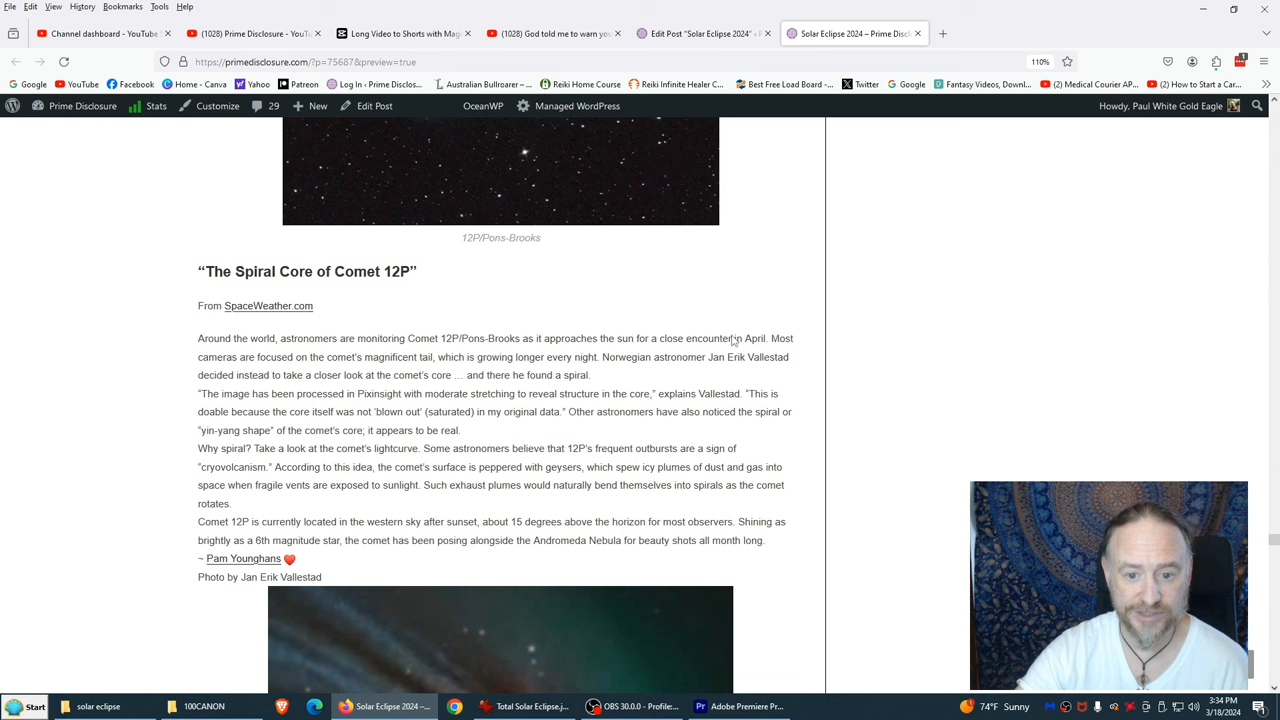 File Edit View History Bookmarks Tools Help
Channel dashboard - YouTube
(1028) Prime Disclosure - YouTu
Long Video to Shorts with Mag
(1028) God told me to warn you
Edit Post “Solar Eclipse 2024” ‹ P
Solar Eclipse 2024 – Prime Discl
https://primedisclosure.com/?p=75687&preview=true
110%
Google YouTube Facebook Home - Canva Yahoo Patreon Log In ‹ Prime Disclos... Australian Bullroarer –... Reiki Home Course Reiki Infinite Healer C... Best Free Load Board -... Twitter Google Fantasy Videos, Downl... (2) Medical Courier AP... (2) How to Start a Car...
Prime Disclosure Stats Customize 29 New Edit Post OceanWP Managed WordPress Howdy, Paul White Gold Eagle
12P/Pons-Brooks
“The Spiral Core of Comet 12P”
From SpaceWeather.com
Around the world, astronomers are monitoring Comet 12P/Pons-Brooks as it approaches the sun for a close encounter in April. Most
cameras are focused on the comet’s magnificent tail, which is growing longer every night. Norwegian astronomer Jan Erik Vallestad
decided instead to take a closer look at the comet’s core … and there he found a spiral.
“The image has been processed in Pixinsight with moderate stretching to reveal structure in the core,” explains Vallestad. “This is
doable because the core itself was not ‘blown out’ (saturated) in my original data.” Other astronomers have also noticed the spiral or
“yin-yang shape” of the comet’s core; it appears to be real.
Why spiral? Take a look at the comet’s lightcurve. Some astronomers believe that 12P’s frequent outbursts are a sign of
“cryovolcanism.” According to this idea, the comet’s surface is peppered with geysers, which spew icy plumes of dust and gas into
space when fragile vents are exposed to sunlight. Such exhaust plumes would naturally bend themselves into spirals as the comet
rotates.
Comet 12P is currently located in the western sky after sunset, about 15 degrees above the horizon for most observers. Shining as
brightly as a 6th magnitude star, the comet has been posing alongside the Andromeda Nebula for beauty shots all month long.
~ Pam Younghans
Photo by Jan Erik Vallestad
Start solar eclipse 100CANON Solar Eclipse 2024 –... Total Solar Eclipse.j... OBS 30.0.0 - Profile:... Adobe Premiere Pr... 74°F Sunny 3:34 PM
3/18/2024